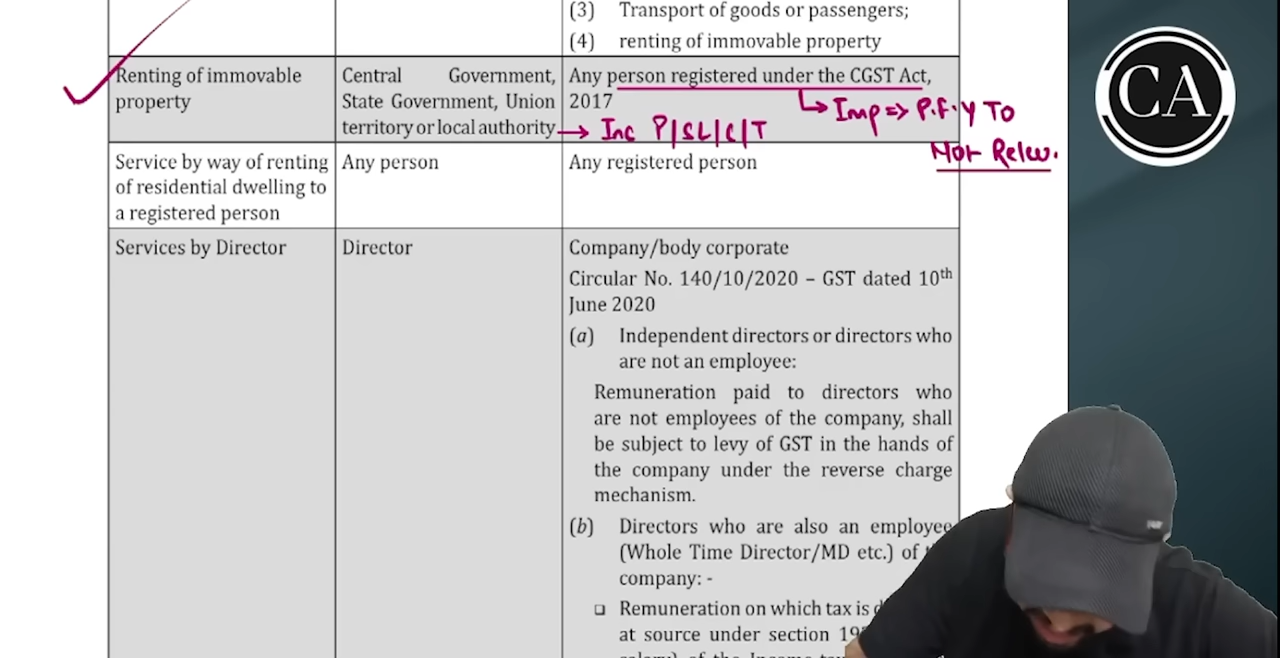 (3) Transport of goods or passengers;
(4) renting of immovable property
Renting of immovable property
Central Government, State Government, Union territory or local authority
Any person registered under the CGST Act, 2017
→ Inc P/SL/C/T
↳ Imp => P.F.Y TO
Not Relev.
Service by way of renting of residential dwelling to a registered person
Any person
Any registered person
Services by Director
Director
Company/body corporate
Circular No. 140/10/2020 – GST dated 10th June 2020
(a) Independent directors or directors who are not an employee:
Remuneration paid to directors who are not employees of the company, shall be subject to levy of GST in the hands of the company under the reverse charge mechanism.
(b) Directors who are also an employee (Whole Time Director/MD etc.) of
company: -
❑ Remuneration on which tax is
at source under section
CA